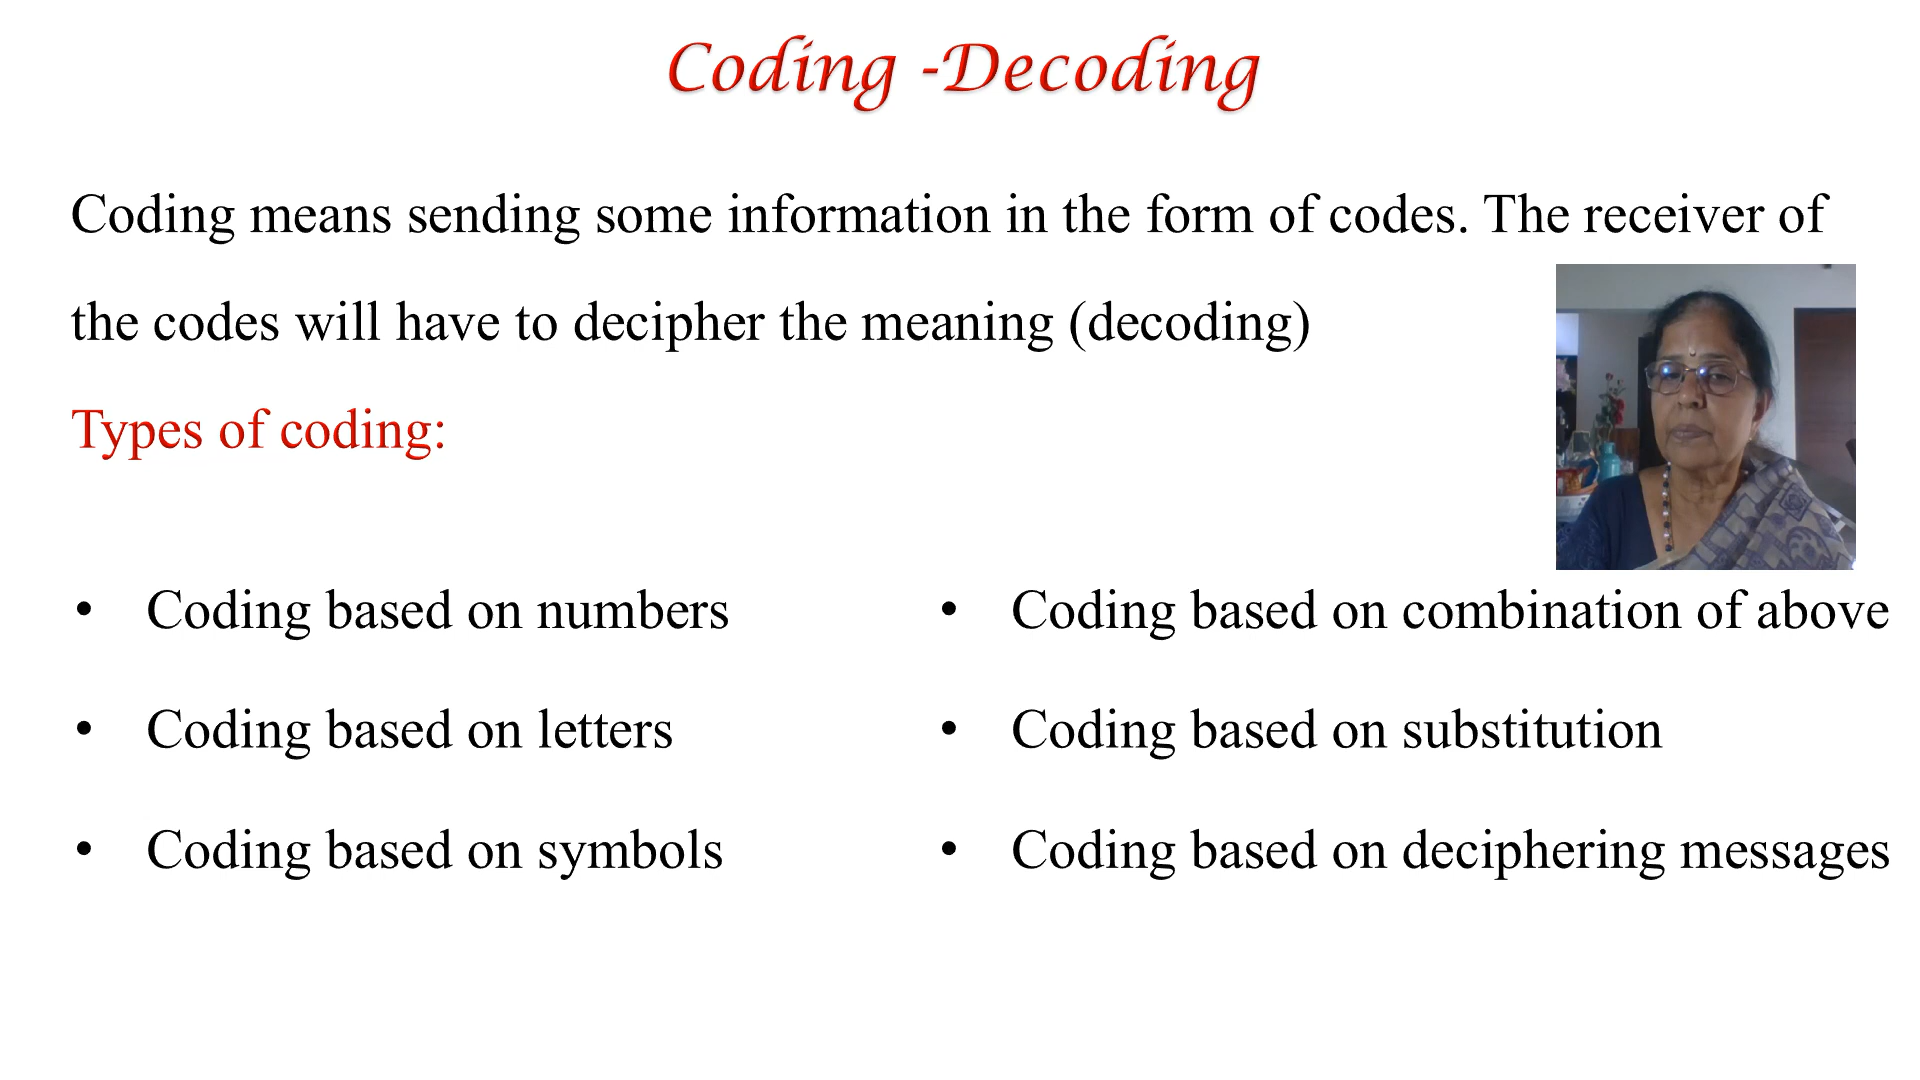 Coding -Decoding
Coding means sending some information in the form of codes. The receiver of
the codes will have to decipher the meaning (decoding)
Types of coding:
• Coding based on numbers
• Coding based on letters
• Coding based on symbols
• Coding based on combination of above
• Coding based on substitution
• Coding based on deciphering messages